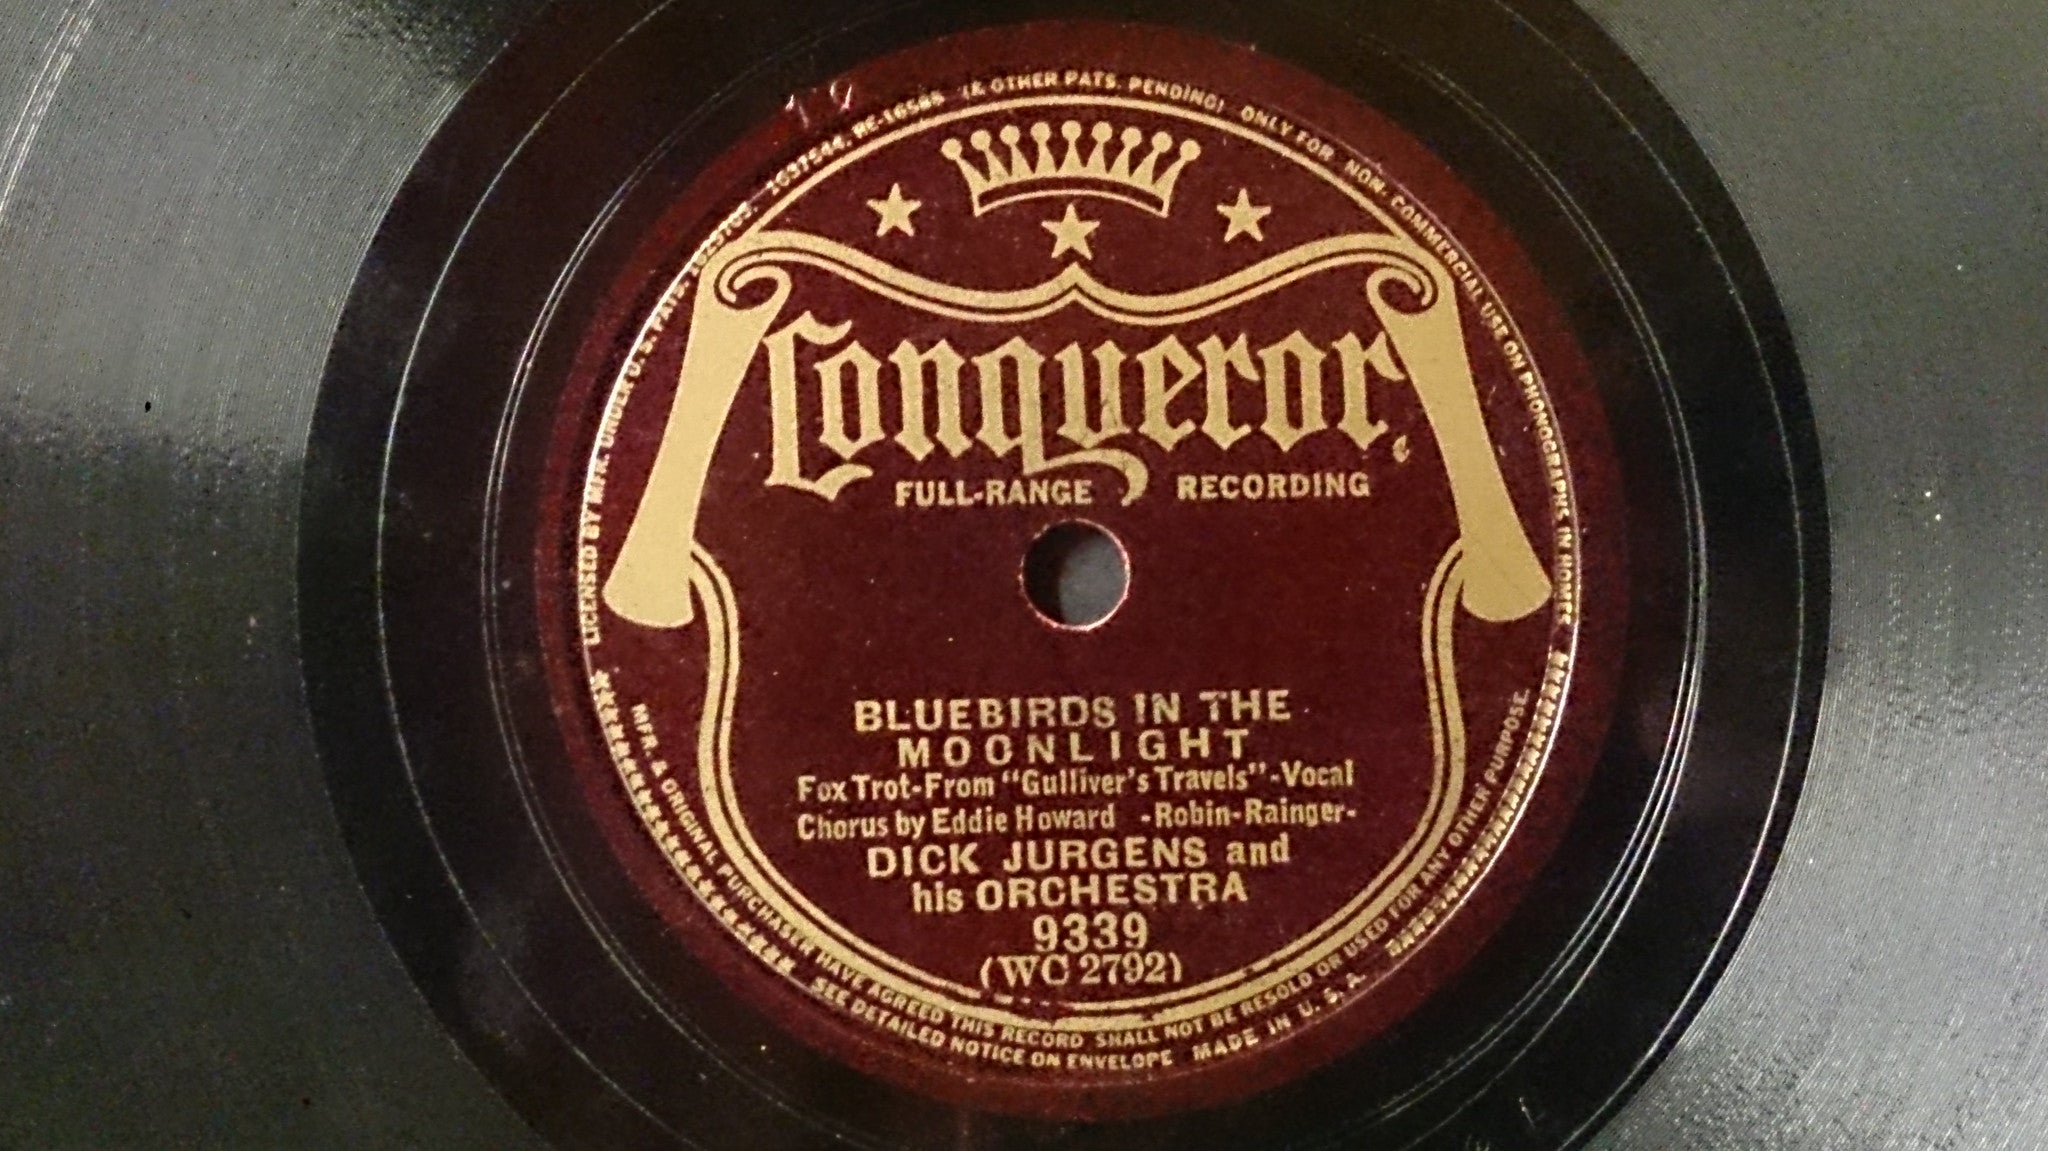 LICENSED BY MFR. UNDER U.S. PATS. 1625705, 1637544, RE-16588 (& OTHER PATS. PENDING) ONLY FOR NON-COMMERCIAL USE ON PHONOGRAPHS IN HOMES
Conqueror
FULL-RANGE RECORDING
BLUEBIRDS IN THE
MOONLIGHT
Fox Trot-From "Gulliver's Travels"-Vocal
Chorus by Eddie Howard -Robin-Rainger-
DICK JURGENS and
his ORCHESTRA
9339
(WC 2792)
MFR. & ORIGINAL PURCHASER HAVE AGREED THIS RECORD SHALL NOT BE RESOLD OR USED FOR ANY OTHER PURPOSE.
SEE DETAILED NOTICE ON ENVELOPE MADE IN U.S.A.